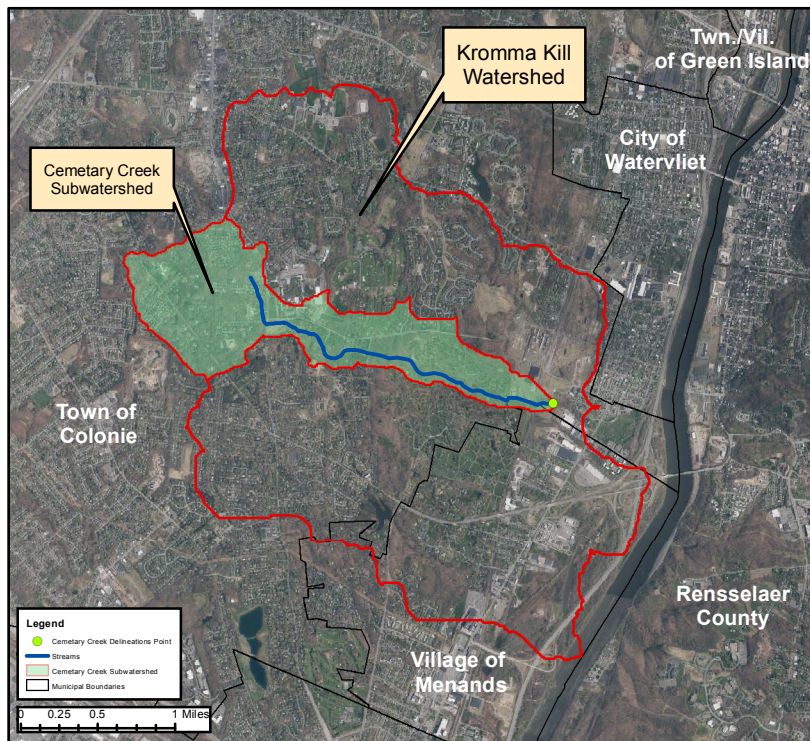 Twn./Vil.
of Green Island
Kromma Kill
Watershed
City of
Watervliet
Cemetary Creek
Subwatershed
Town of
Colonie
Rensselaer
County
Village of
Menands
Legend
Cemetary Creek Delineations Point
Streams
Cemetary Creek Subwatershed
Municipal Boundaries
0 0.25 0.5 1 Miles